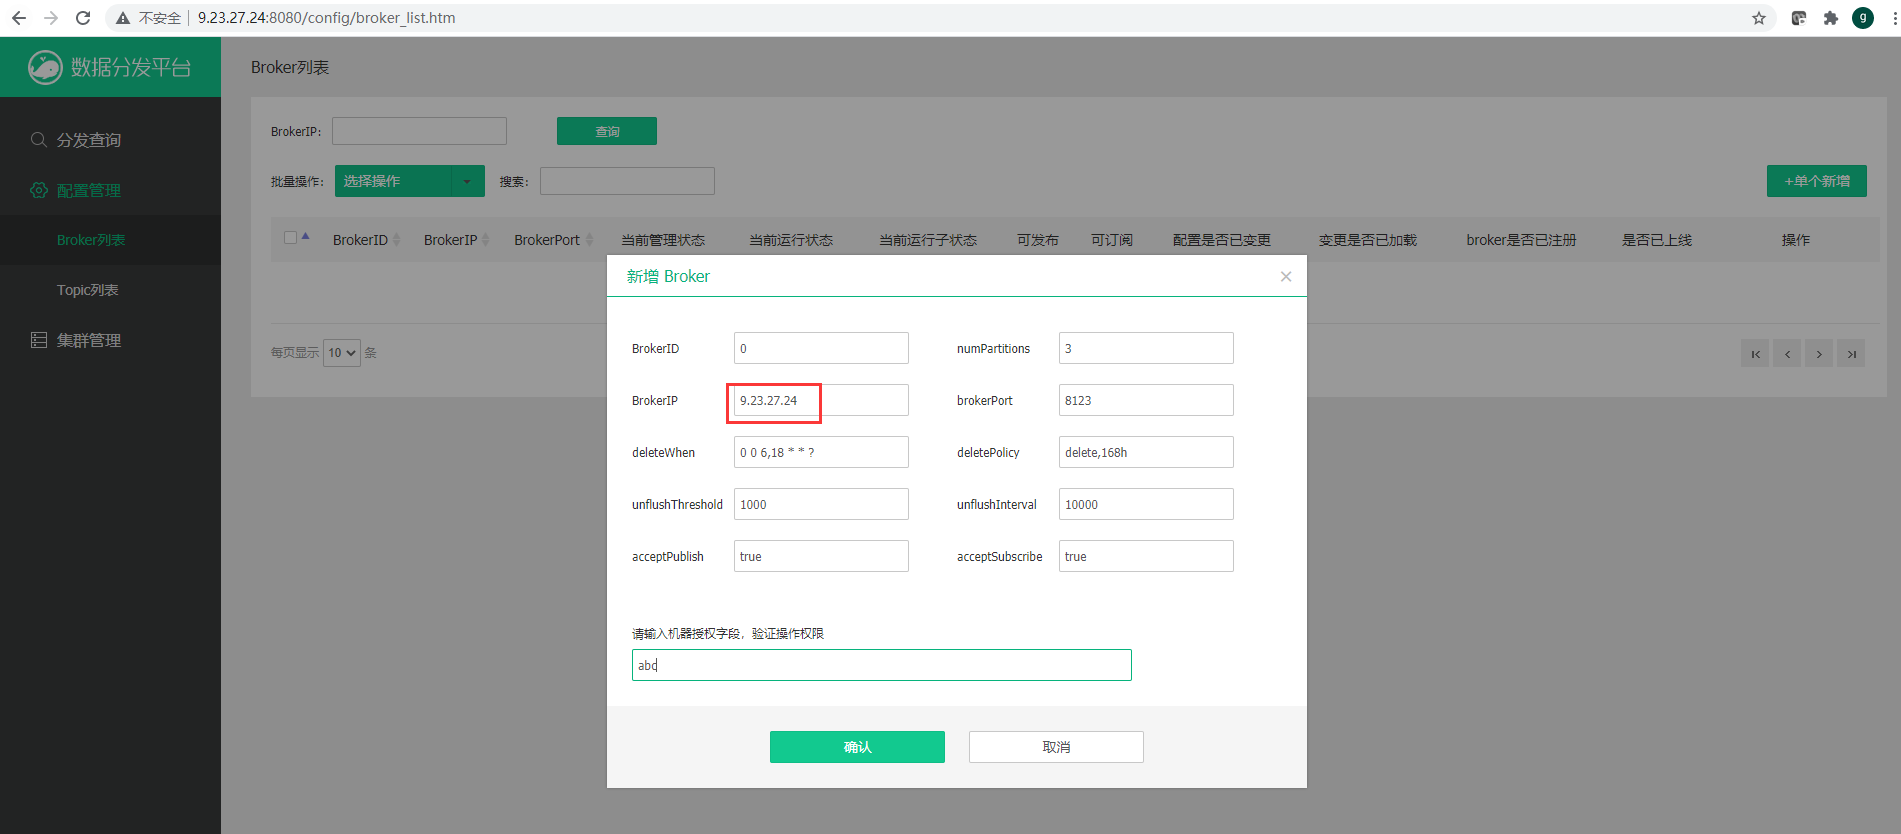 不安全 9.23.27.24:8080/config/broker_list.htm g
数据分发平台
Broker列表
分发查询
配置管理
Broker列表
Topic列表
集群管理
BrokerIP: 查询
批量操作: 选择操作 搜索: +单个新增
BrokerID BrokerIP BrokerPort 当前管理状态 当前运行状态 当前运行子状态 可发布 可订阅 配置是否已变更 变更是否已加载 broker是否已注册 是否已上线 操作
每页显示 10 条
新增 Broker
BrokerID 0 numPartitions 3
BrokerIP 9.23.27.24 brokerPort 8123
deleteWhen 0 0 6,18 * * ? deletePolicy delete,168h
unflushThreshold 1000 unflushInterval 10000
acceptPublish true acceptSubscribe true
请输入机器授权字段，验证操作权限
abc
确认 取消